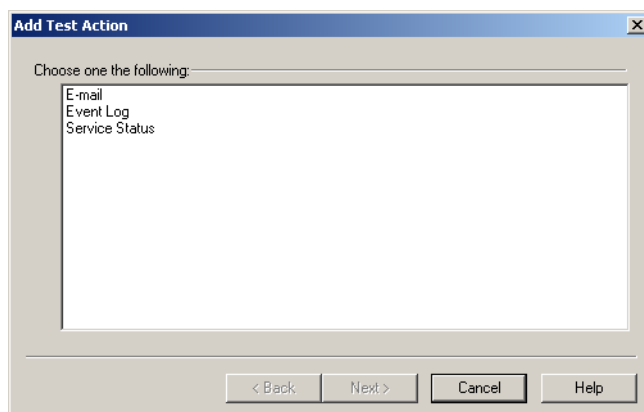 Add Test Action
Choose one the following:
E-mail
Event Log
Service Status
< Back
Next >
Cancel
Help